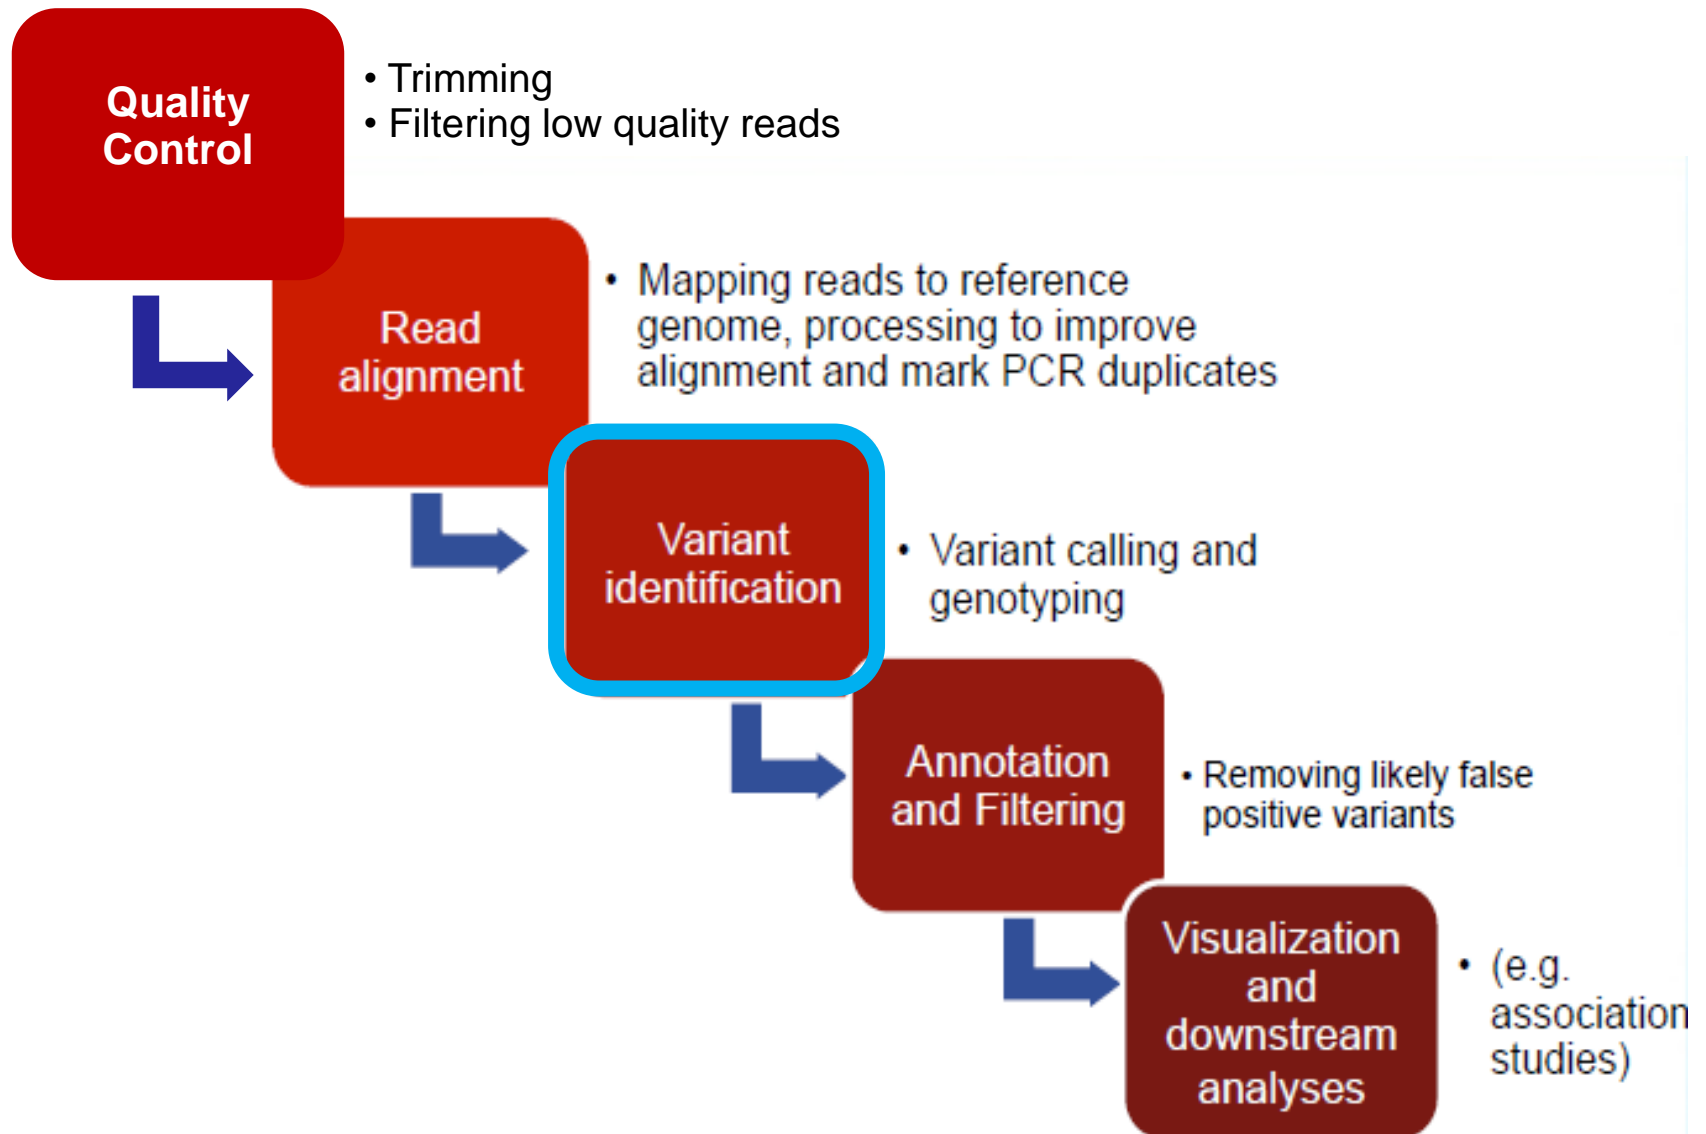 Quality
Control
• Trimming
• Filtering low quality reads
Read
alignment
• Mapping reads to reference
genome, processing to improve
alignment and mark PCR duplicates
Variant
identification
• Variant calling and
genotyping
Annotation
and Filtering
• Removing likely false
positive variants
Visualization
and
downstream
analyses
• (e.g.
association
studies)